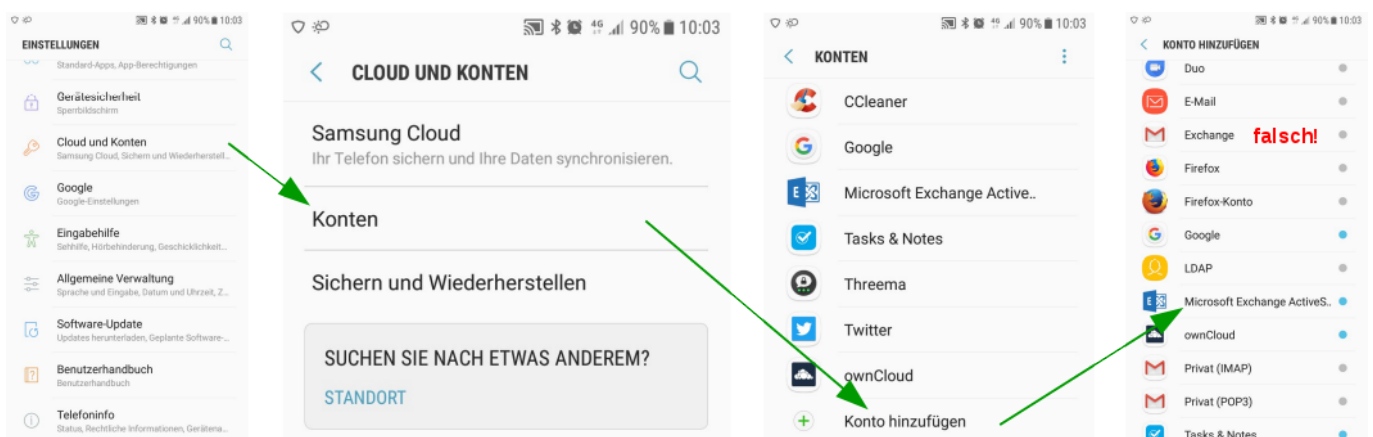 90% 10:03
EINSTELLUNGEN
Standard-Apps, App-Berechtigungen
Gerätesicherheit
Sperrbildschirm
Cloud und Konten
Samsung Cloud, Sichern und Wiederherstell...
Google
Google-Einstellungen
Eingabehilfe
Sehhilfe, Hörbehinderung, Geschicklichkeit...
Allgemeine Verwaltung
Sprache und Eingabe, Datum und Uhrzeit, Z...
Software-Update
Updates herunterladen, Geplante Software-...
Benutzerhandbuch
Benutzerhandbuch
Telefoninfo
Status, Rechtliche Informationen, Gerätena...
4G 90% 10:03
CLOUD UND KONTEN
Samsung Cloud
Ihr Telefon sichern und Ihre Daten synchronisieren.
Konten
Sichern und Wiederherstellen
SUCHEN SIE NACH ETWAS ANDEREM?
STANDORT
4G 90% 10:03
KONTEN
CCleaner
Google
Microsoft Exchange Active..
Tasks & Notes
Threema
Twitter
ownCloud
Konto hinzufügen
90% 10:03
KONTO HINZUFÜGEN
Duo
E-Mail
Exchange falsch!
Firefox
Firefox-Konto
Google
LDAP
Microsoft Exchange ActiveS..
ownCloud
Privat (IMAP)
Privat (POP3)
Tasks & Notes